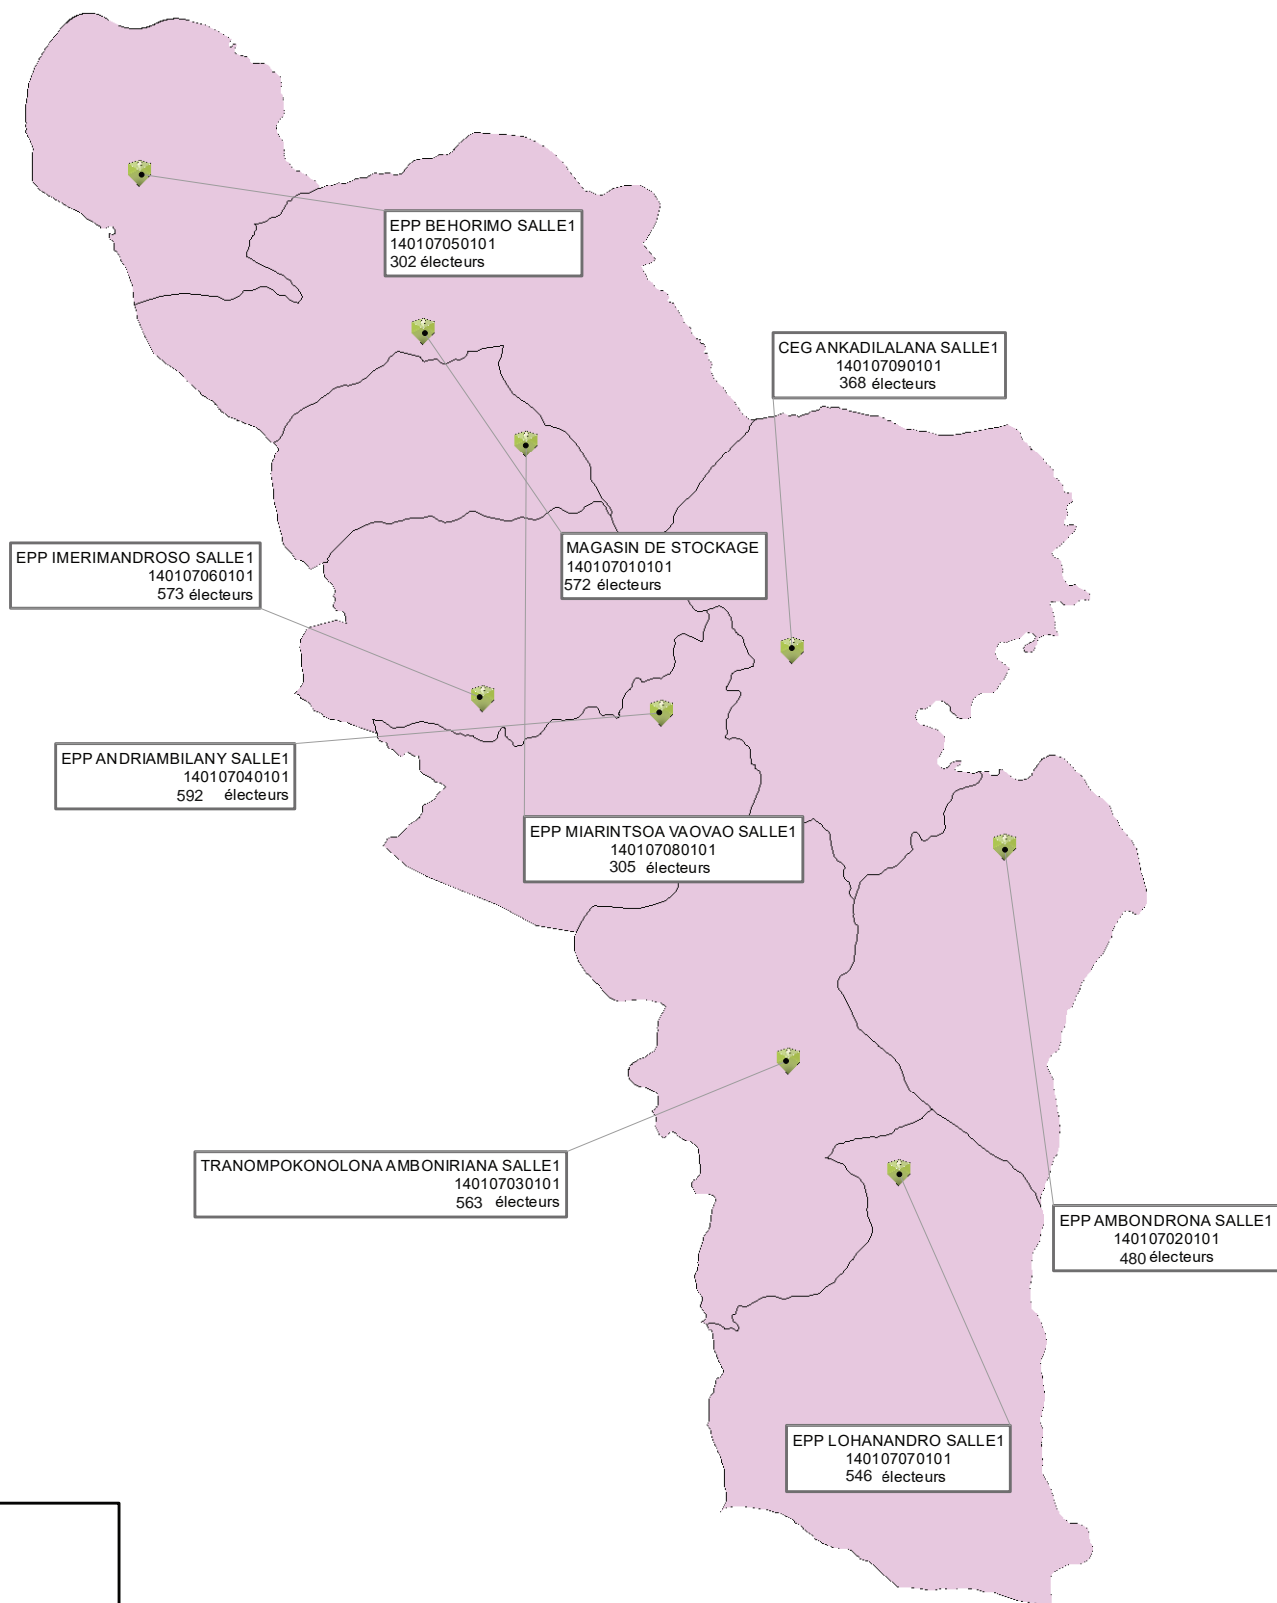 EPP BEHORIMO SALLE1
140107050101
302 électeurs
CEG ANKADILALANA SALLE1
140107090101
368 électeurs
MAGASIN DE STOCKAGE
140107010101
572 électeurs
EPP IMERIMANDROSO SALLE1
140107060101
573 électeurs
EPP ANDRIAMBILANY SALLE1
140107040101
592 électeurs
EPP MIARINTSOA VAOVAO SALLE1
140107080101
305 électeurs
TRANOMPOKONOLONA AMBONIRIANA SALLE1
140107030101
563 électeurs
EPP AMBONDRONA SALLE1
140107020101
480 électeurs
EPP LOHANANDRO SALLE1
140107070101
546 électeurs